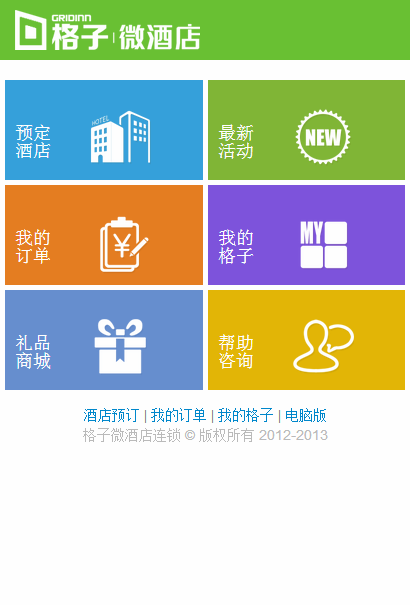 GRIDINN
格子 | 微酒店
预定
酒店
HOTEL
最新
活动
NEW
我的
订单
¥
我的
格子
MY
礼品
商城
帮助
咨询
酒店预订 | 我的订单 | 我的格子 | 电脑版
格子微酒店连锁 © 版权所有 2012-2013